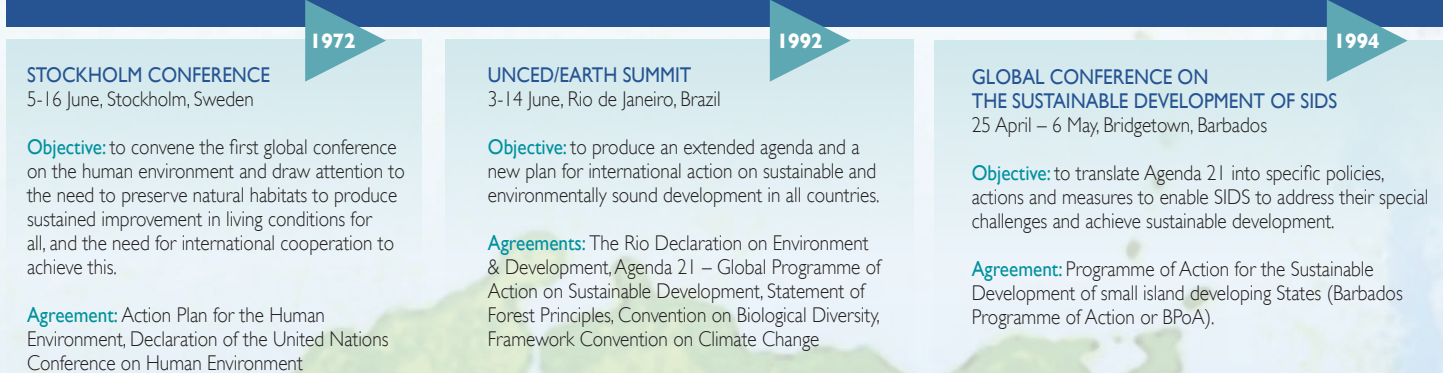 1972
STOCKHOLM CONFERENCE
5-16 June, Stockholm, Sweden
Objective: to convene the first global conference
on the human environment and draw attention to
the need to preserve natural habitats to produce
sustained improvement in living conditions for
all, and the need for international cooperation to
achieve this.
Agreement: Action Plan for the Human
Environment, Declaration of the United Nations
Conference on Human Environment
1992
UNCED/EARTH SUMMIT
3-14 June, Rio de Janeiro, Brazil
Objective: to produce an extended agenda and a
new plan for international action on sustainable and
environmentally sound development in all countries.
Agreements: The Rio Declaration on Environment
& Development, Agenda 21 – Global Programme of
Action on Sustainable Development, Statement of
Forest Principles, Convention on Biological Diversity,
Framework Convention on Climate Change
1994
GLOBAL CONFERENCE ON
THE SUSTAINABLE DEVELOPMENT OF SIDS
25 April – 6 May, Bridgetown, Barbados
Objective: to translate Agenda 21 into specific policies,
actions and measures to enable SIDS to address their special
challenges and achieve sustainable development.
Agreement: Programme of Action for the Sustainable
Development of small island developing States (Barbados
Programme of Action or BPoA).